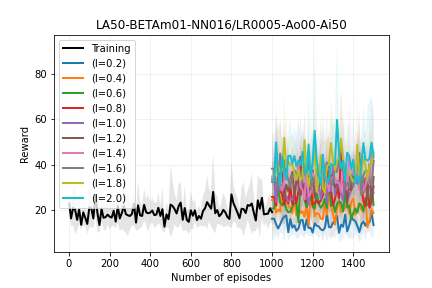 LA50-BETAm01-NN016/LR0005-Ao00-Ai50
Reward
80
60
40
20
Training
(l=0.2)
(l=0.4)
(l=0.6)
(l=0.8)
(l=1.0)
(l=1.2)
(l=1.4)
(l=1.6)
(l=1.8)
(l=2.0)
0 200 400 600 800 1000 1200 1400
Number of episodes